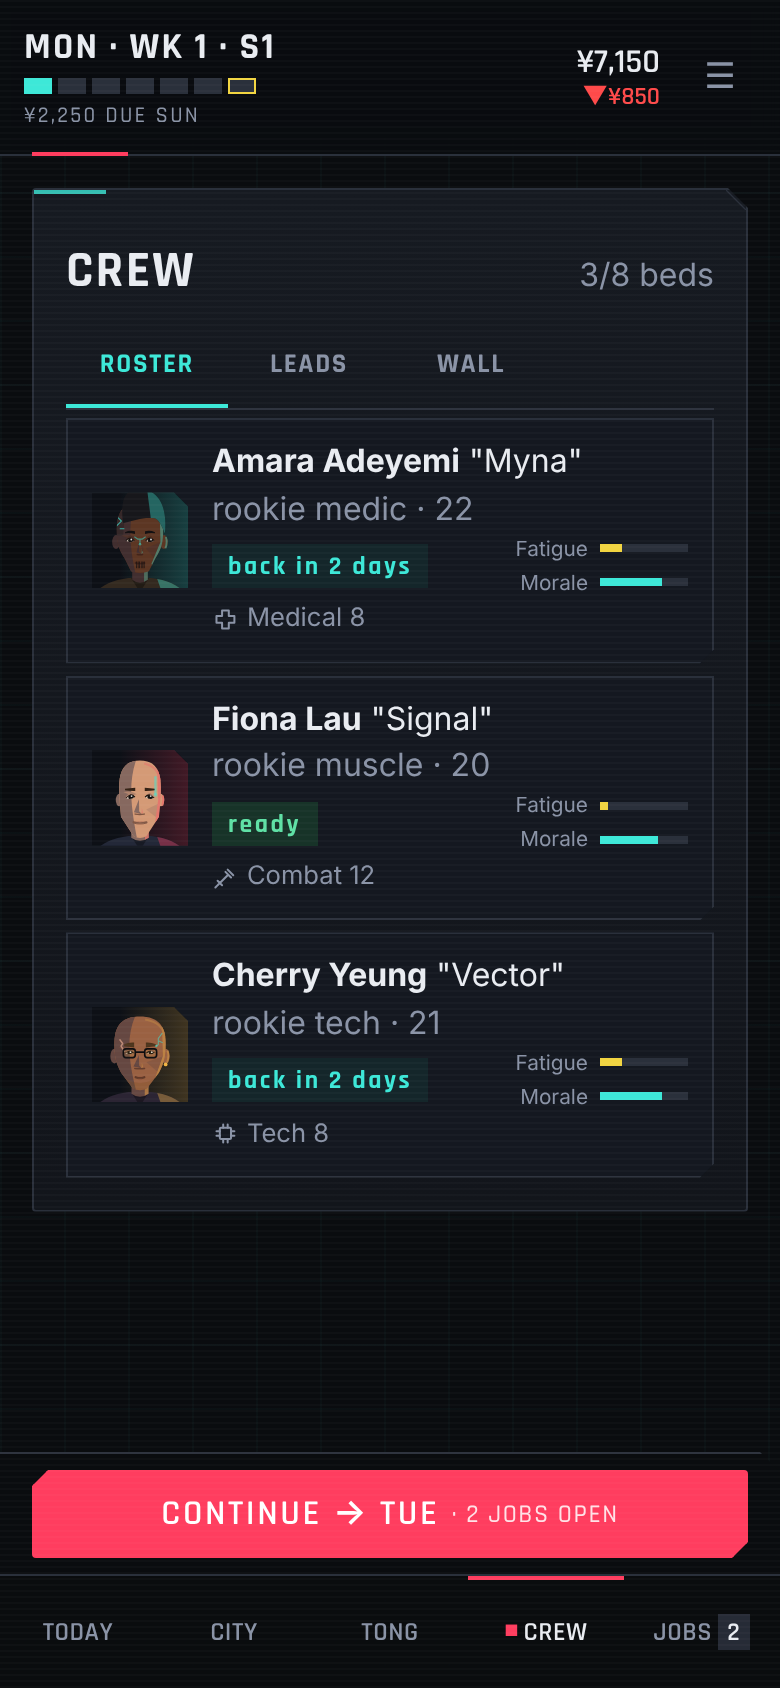 MON · WK 1 · S1
¥2,250 DUE SUN
¥7,150
▼¥850
CREW
3/8 beds
ROSTER LEADS WALL
Amara Adeyemi "Myna"
rookie medic · 22
back in 2 days
Fatigue
Morale
Medical 8
Fiona Lau "Signal"
rookie muscle · 20
ready
Fatigue
Morale
Combat 12
Cherry Yeung "Vector"
rookie tech · 21
back in 2 days
Fatigue
Morale
Tech 8
CONTINUE → TUE · 2 JOBS OPEN
TODAY CITY TONG CREW JOBS 2